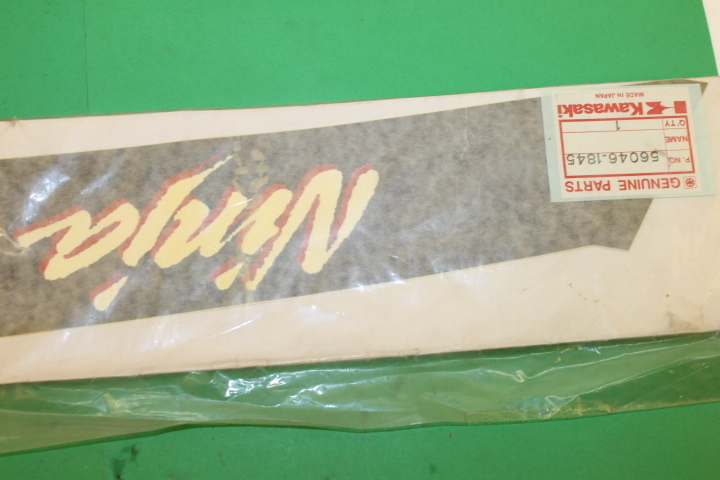 GENUINE PARTS
P. NO. 56046-1845
NAME
Q'TY 1
Kawasaki
MADE IN JAPAN
Ninja